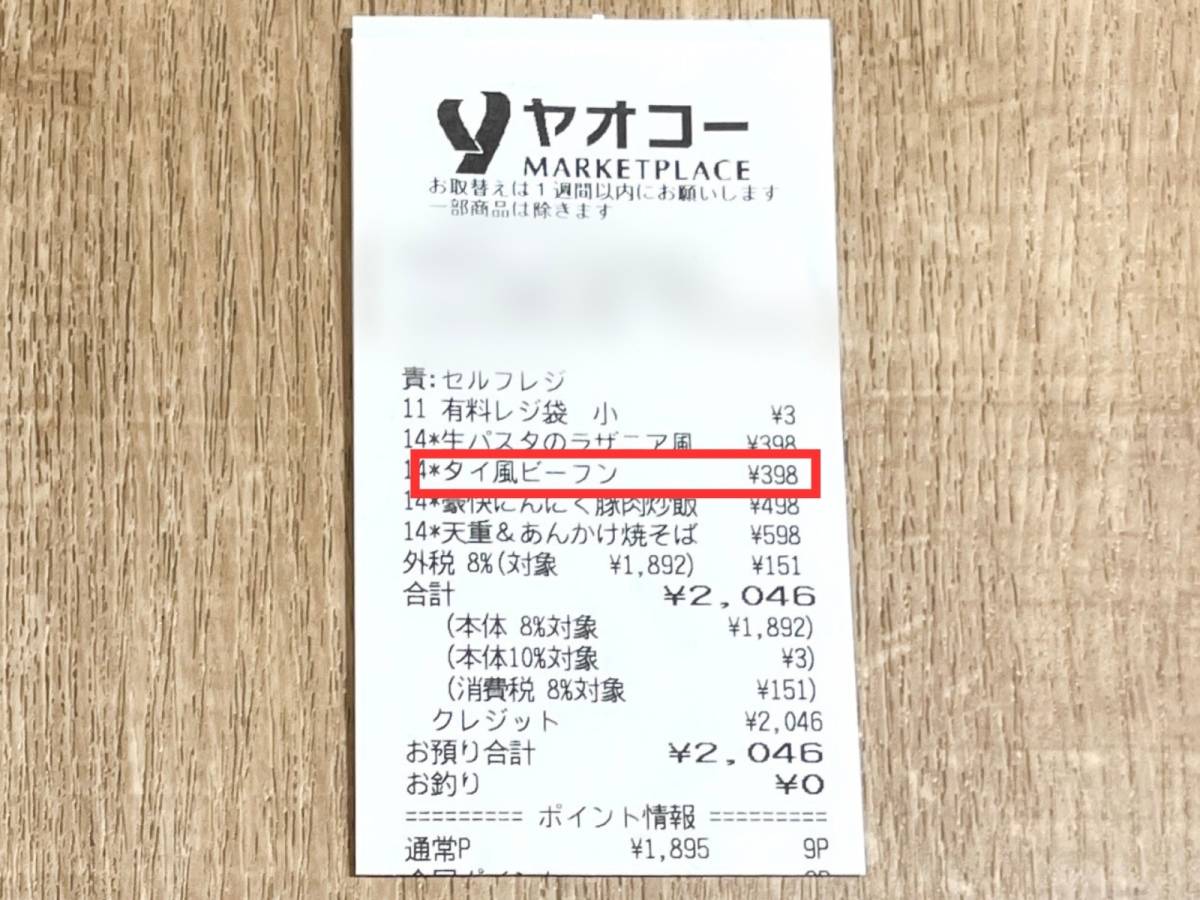 ヤオコー
MARKETPLACE
お取替えは1週間以内にお願いします
一部商品は除きます
責:セルフレジ
11 有料レジ袋 小 ¥3
14*生パスタのラザニア風 ¥398
14*タイ風ビーフン ¥398
14*豪快にんにく豚肉炒飯 ¥498
14*天重&あんかけ焼そば ¥598
外税 8%(対象 ¥1,892) ¥151
合計 ¥2,046
(本体 8%対象 ¥1,892)
(本体10%対象 ¥3)
(消費税 8%対象 ¥151)
クレジット ¥2,046
お預り合計 ¥2,046
お釣り ¥0
========= ポイント情報 =========
通常P ¥1,895 9P